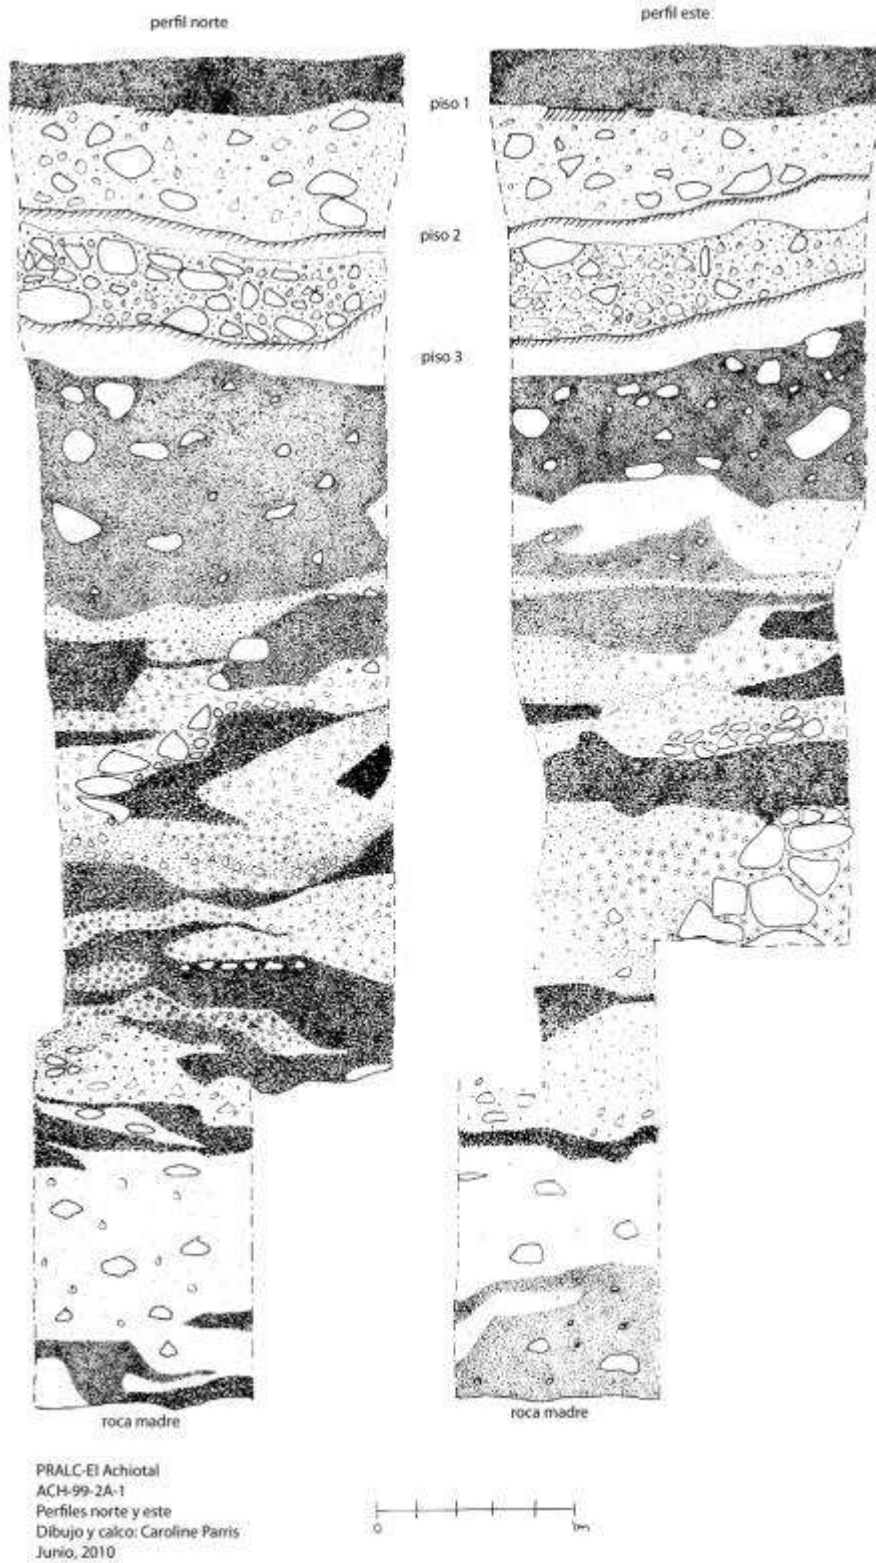 perfil norte
perfil este
piso 1
piso 2
piso 3
roca madre
roca madre
PRALC-El Achiotal
ACH-99-2A-1
Perfiles norte y este
Dibujo y calco: Caroline Parris
Junio, 2010
0 1m